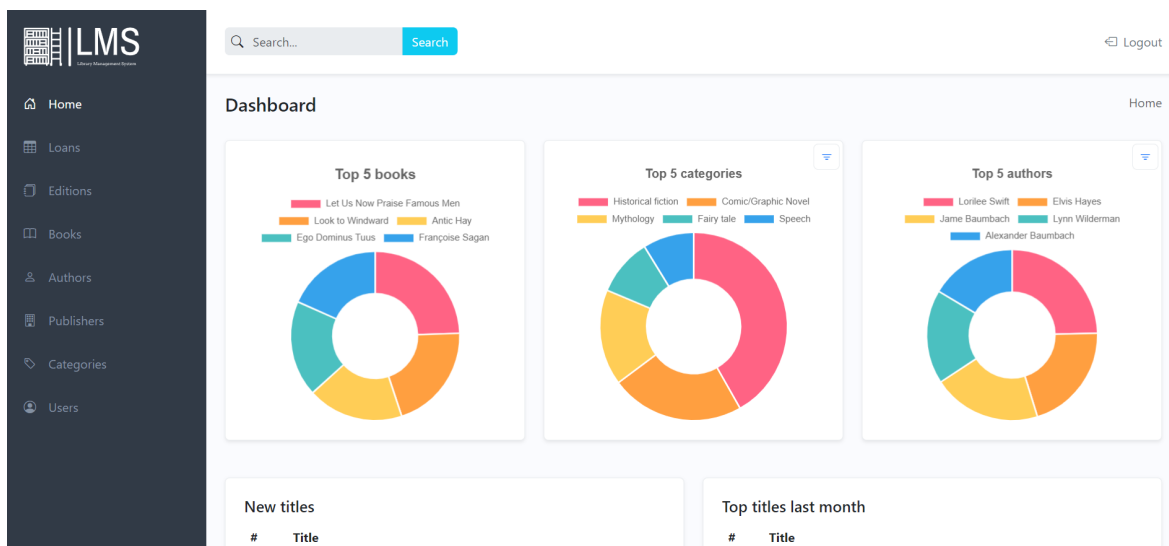 LMS
Library Management System
Search...
Search
Logout
Home
Loans
Editions
Books
Authors
Publishers
Categories
Users
Dashboard
Home
Top 5 books
Let Us Now Praise Famous Men
Look to Windward Antic Hay
Ego Dominus Tuus Françoise Sagan
Top 5 categories
Historical fiction Comic/Graphic Novel
Mythology Fairy tale Speech
Top 5 authors
Lorilee Swift Elvis Hayes
Jame Baumbach Lynn Wilderman
Alexander Baumbach
New titles
# Title
Top titles last month
# Title